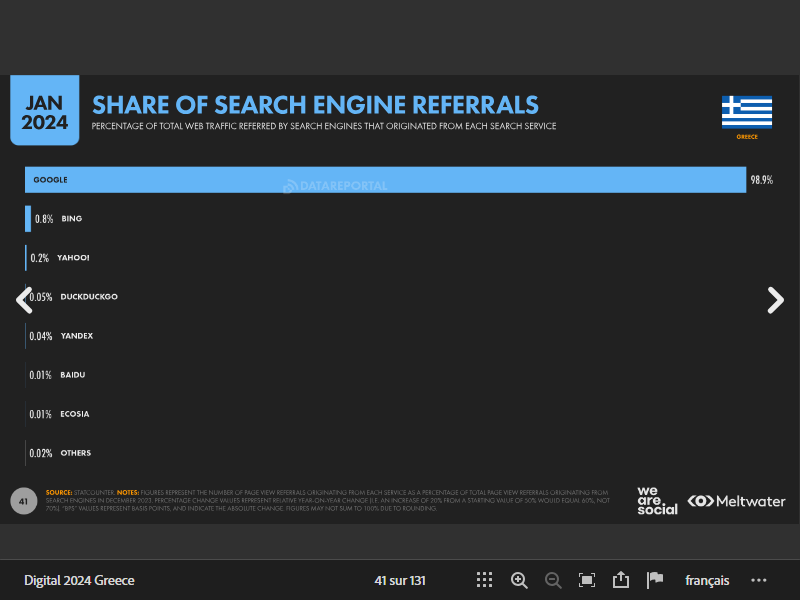 JAN
2024
SHARE OF SEARCH ENGINE REFERRALS
PERCENTAGE OF TOTAL WEB TRAFFIC REFERRED BY SEARCH ENGINES THAT ORIGINATED FROM EACH SEARCH SERVICE
GREECE
GOOGLE 98.9%
DATAREPORTAL
0.8% BING
0.2% YAHOO!
0.05% DUCKDUCKGO
0.04% YANDEX
0.01% BAIDU
0.01% ECOSIA
0.02% OTHERS
41
SOURCE: STATCOUNTER. NOTES: FIGURES REPRESENT THE NUMBER OF PAGE VIEW REFERRALS ORIGINATING FROM EACH SERVICE AS A PERCENTAGE OF TOTAL PAGE VIEW REFERRALS ORIGINATING FROM
SEARCH ENGINES IN DECEMBER 2023. PERCENTAGE CHANGE VALUES REPRESENT RELATIVE YEAR-ON-YEAR CHANGE (I.E. AN INCREASE OF 20% FROM A STARTING VALUE OF 50% WOULD EQUAL 60%, NOT
70%). "BPS" VALUES REPRESENT BASIS POINTS, AND INDICATE THE ABSOLUTE CHANGE. FIGURES MAY NOT SUM TO 100% DUE TO ROUNDING.
we
are
social
Meltwater
Digital 2024 Greece
41 sur 131
français